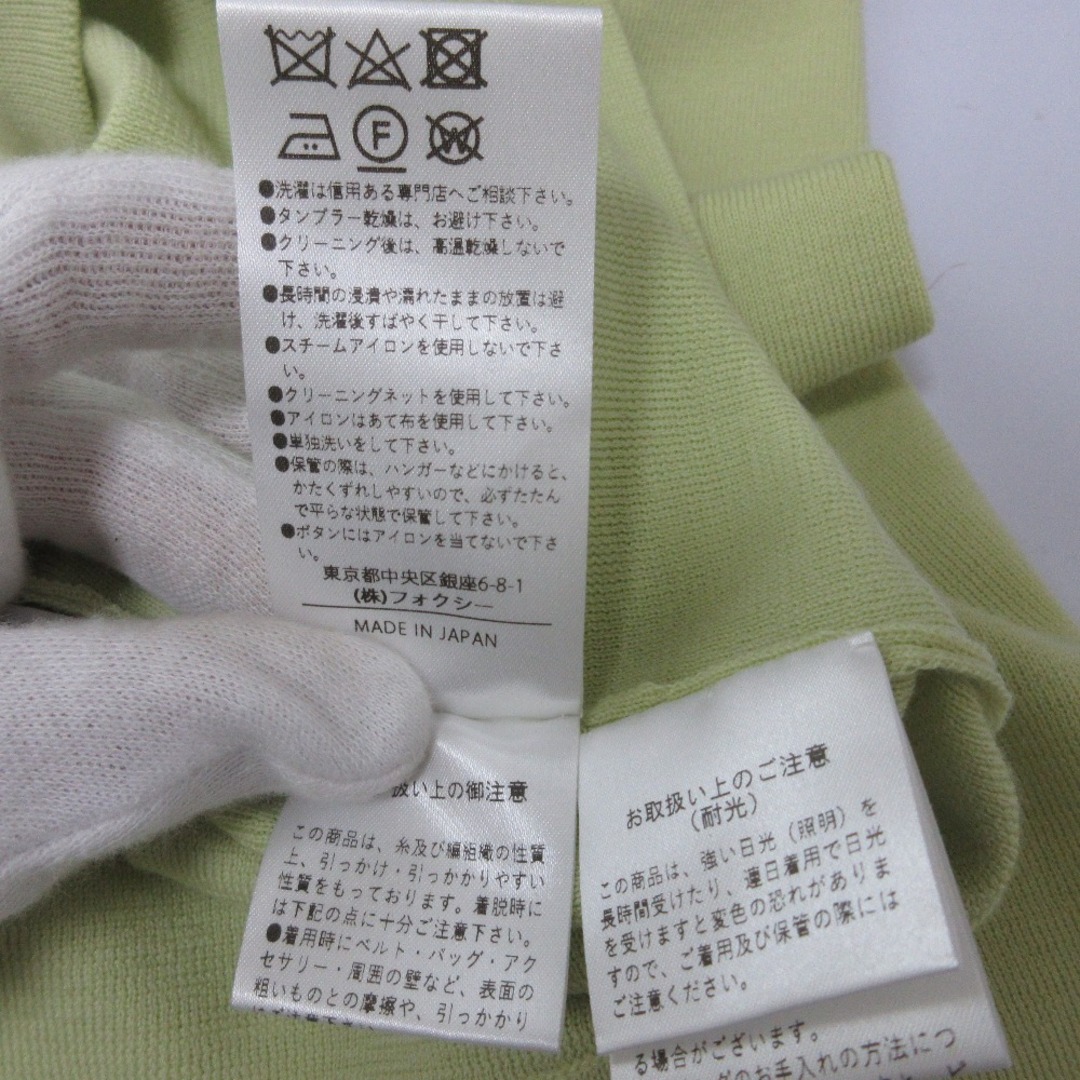 F
W
●洗濯は信用ある専門店へご相談下さい。
●タンブラー乾燥は、お避け下さい。
●クリーニング後は、高温乾燥しないで
下さい。
●長時間の浸漬や濡れたままの放置は避
け、洗濯後すばやく干して下さい。
●スチームアイロンを使用しないで下さ
い。
●クリーニングネットを使用して下さい。
●アイロンはあて布を使用して下さい。
●単独洗いをして下さい。
●保管の際は、ハンガーなどにかけると、
かたくずれしやすいので、必ずたたん
で平らな状態で保管して下さい。
●ボタンにはアイロンを当てないで下さ
い。
東京都中央区銀座6-8-1
(株)フォクシー
MADE IN JAPAN
扱い上の御注意
この商品は、糸及び編組織の性質
上、引っかけ・引っかかりやすい
性質をもっております。着脱時に
は下記の点に十分ご注意下さい。
●着用時にベルト・バッグ・アク
セサリー・周囲の壁など、表面の
粗いものとの摩擦や、引っかかり
お取扱い上のご注意
(耐光)
この商品は、強い日光（照明）を
長時間受けたり、連日着用で日光
を受けますと変色の恐れがありま
すので、ご着用及び保管の際には
ご注意ください。
る場合がございます。
のお手入れの方法につ